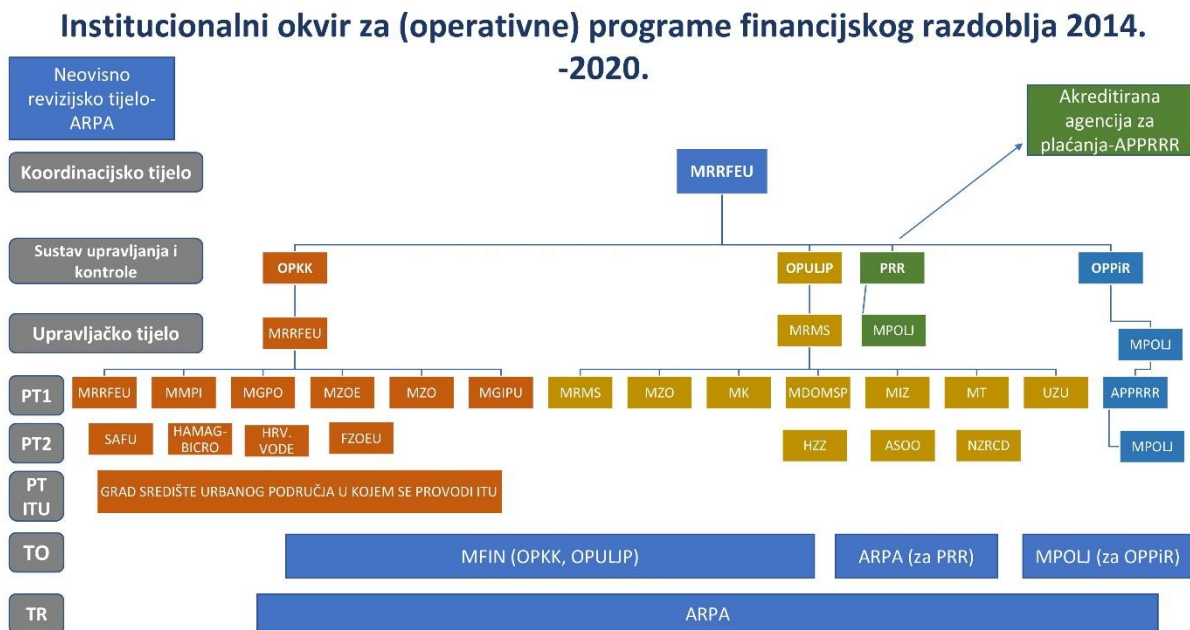 Institucionalni okvir za (operativne) programe financijskog razdoblja 2014.
-2020.
Neovisno
revizijsko tijelo-
ARPA
Akreditirana
agencija za
plaćanja-APPRRR
Koordinacijsko tijelo
MRRFEU
Sustav upravljanja i
kontrole
OPKK
OPULJP
PRR
OPPiR
Upravljačko tijelo
MRRFEU
MRMS
MPOLJ
MPOLJ
PT1
MRRFEU
MMPI
MGPO
MZOE
MZO
MGIPU
MRMS
MZO
MK
MDOMSP
MIZ
MT
UZU
APPRRR
PT2
SAFU
HAMAG-
BICRO
HRV.
VODE
FZOEU
HZZ
ASOO
NZRCD
MPOLJ
PT
ITU
GRAD SREDIŠTE URBANOG PODRUČJA U KOJEM SE PROVODI ITU
TO
MFIN (OPKK, OPULJP)
ARPA (za PRR)
MPOLJ (za OPPiR)
TR
ARPA